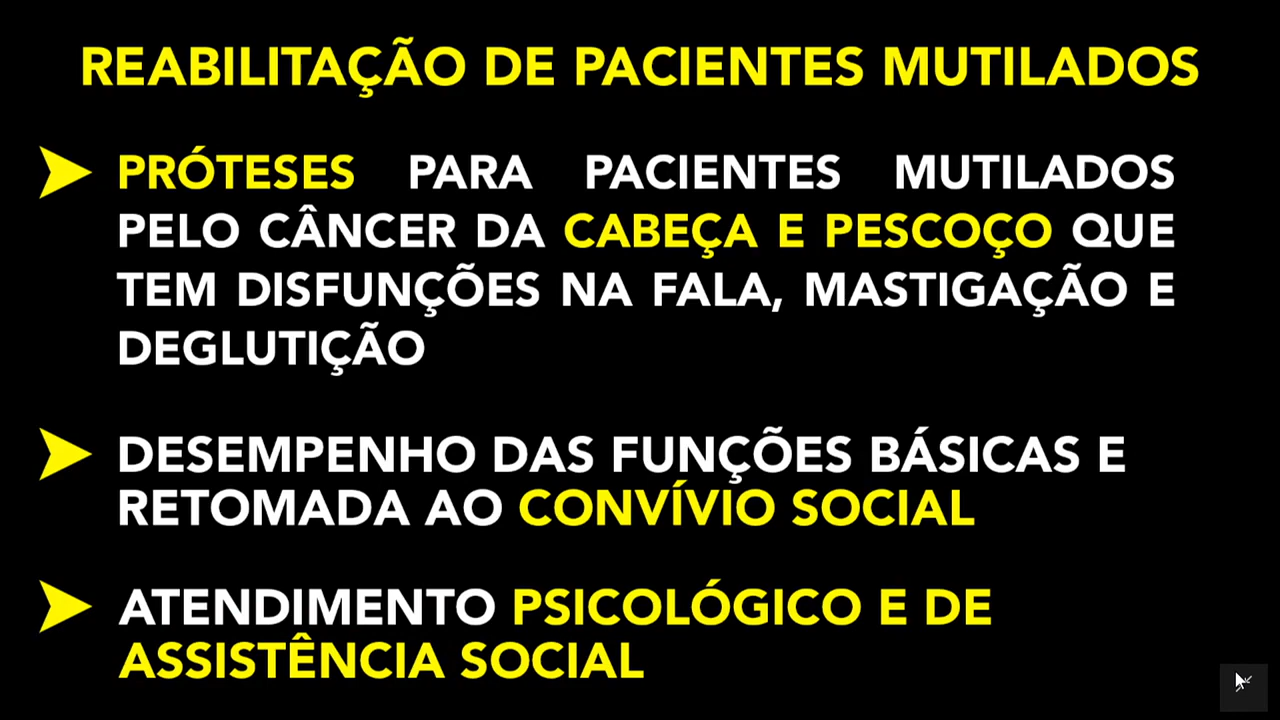 REABILITAÇÃO DE PACIENTES MUTILADOS
PRÓTESES PARA PACIENTES MUTILADOS
PELO CÂNCER DA CABEÇA E PESCOÇO QUE
TEM DISFUNÇÕES NA FALA, MASTIGAÇÃO E
DEGLUTIÇÃO
DESEMPENHO DAS FUNÇÕES BÁSICAS E
RETOMADA AO CONVÍVIO SOCIAL
ATENDIMENTO PSICOLÓGICO E DE
ASSISTÊNCIA SOCIAL